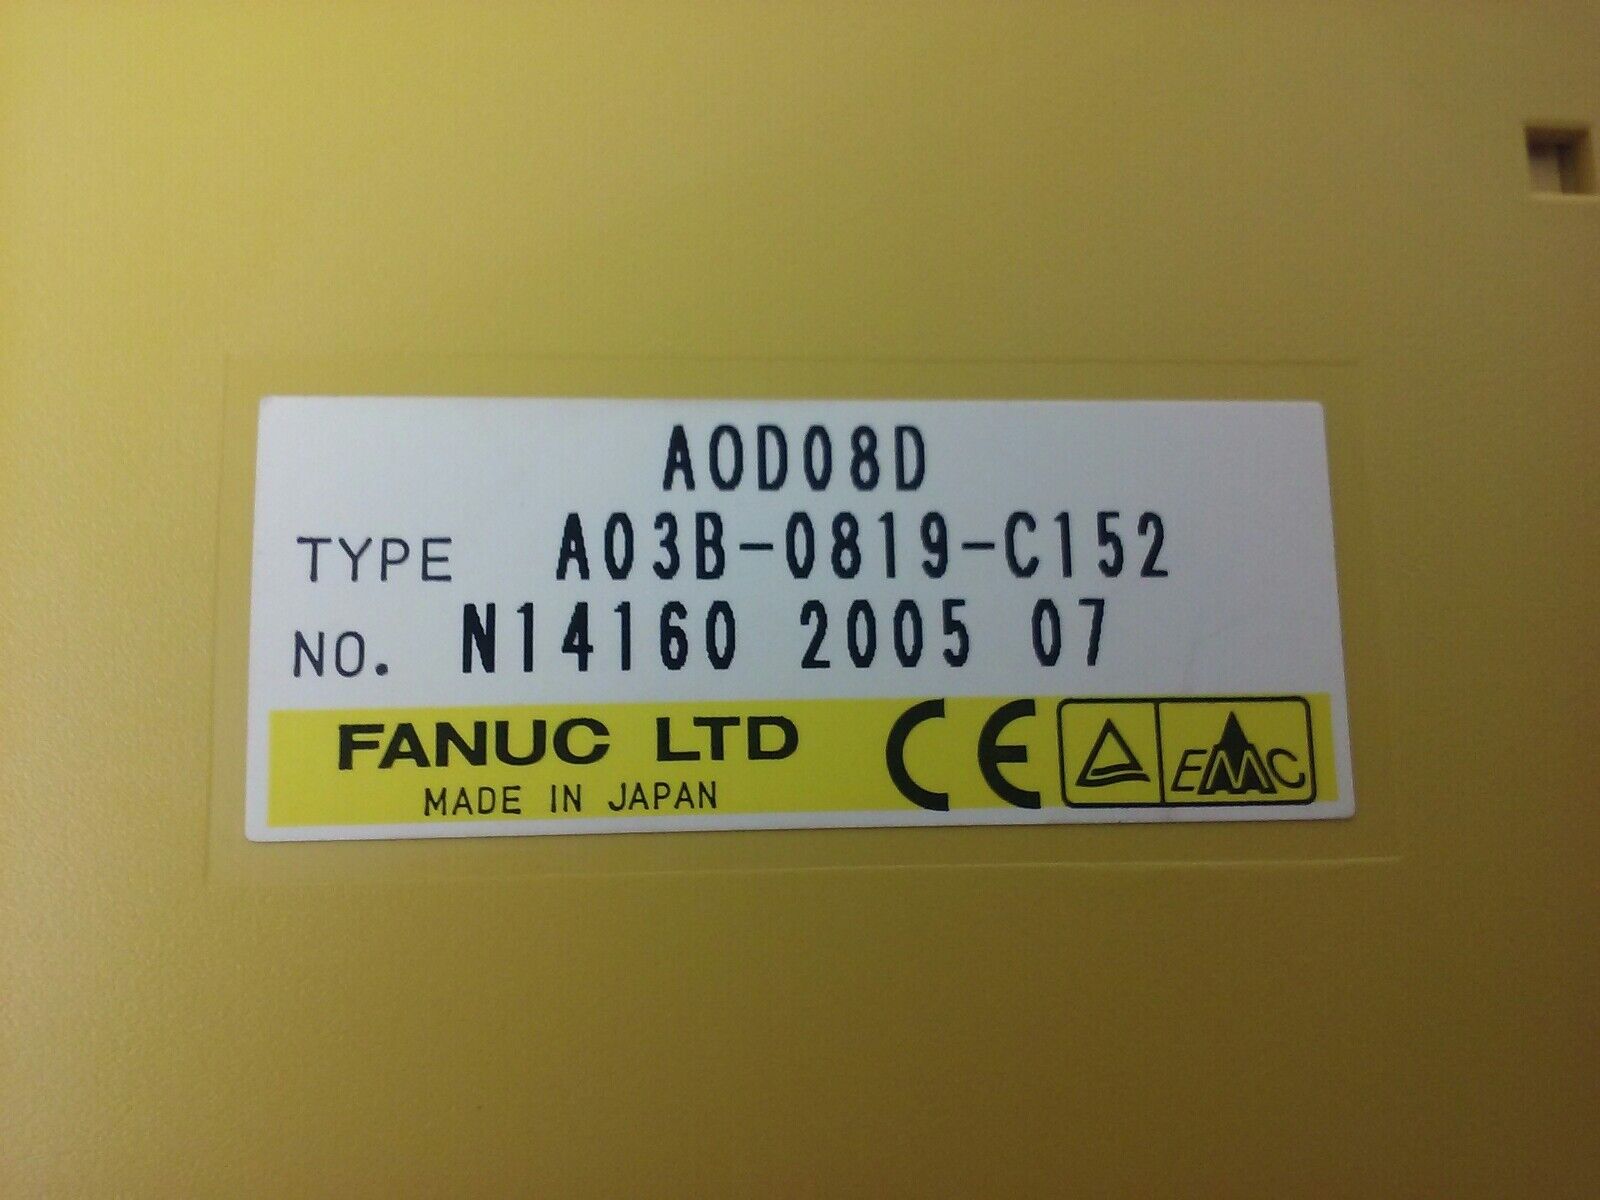 AOD08D
TYPE A03B-0819-C152
NO. N14160 2005 07
FANUC LTD
MADE IN JAPAN
CE
EMC